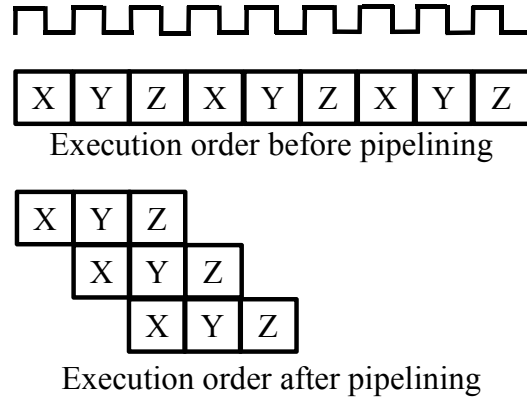 X Y Z X Y Z X Y Z
Execution order before pipelining
X Y Z
X Y Z
X Y Z
Execution order after pipelining